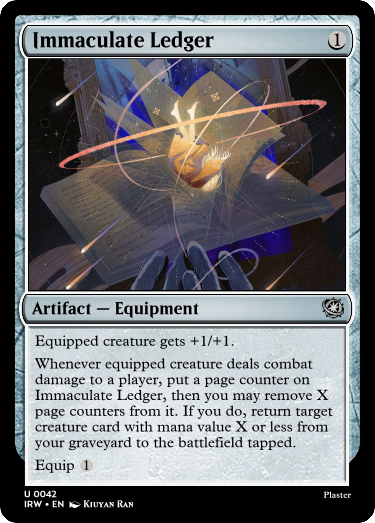 Immaculate Ledger 1
Artifact — Equipment
Equipped creature gets +1/+1.
Whenever equipped creature deals combat
damage to a player, put a page counter on
Immaculate Ledger, then you may remove X
page counters from it. If you do, return target
creature card with mana value X or less from
your graveyard to the battlefield tapped.
Equip 1
U 0042
IRW • EN Kiuyan Ran
Plaster